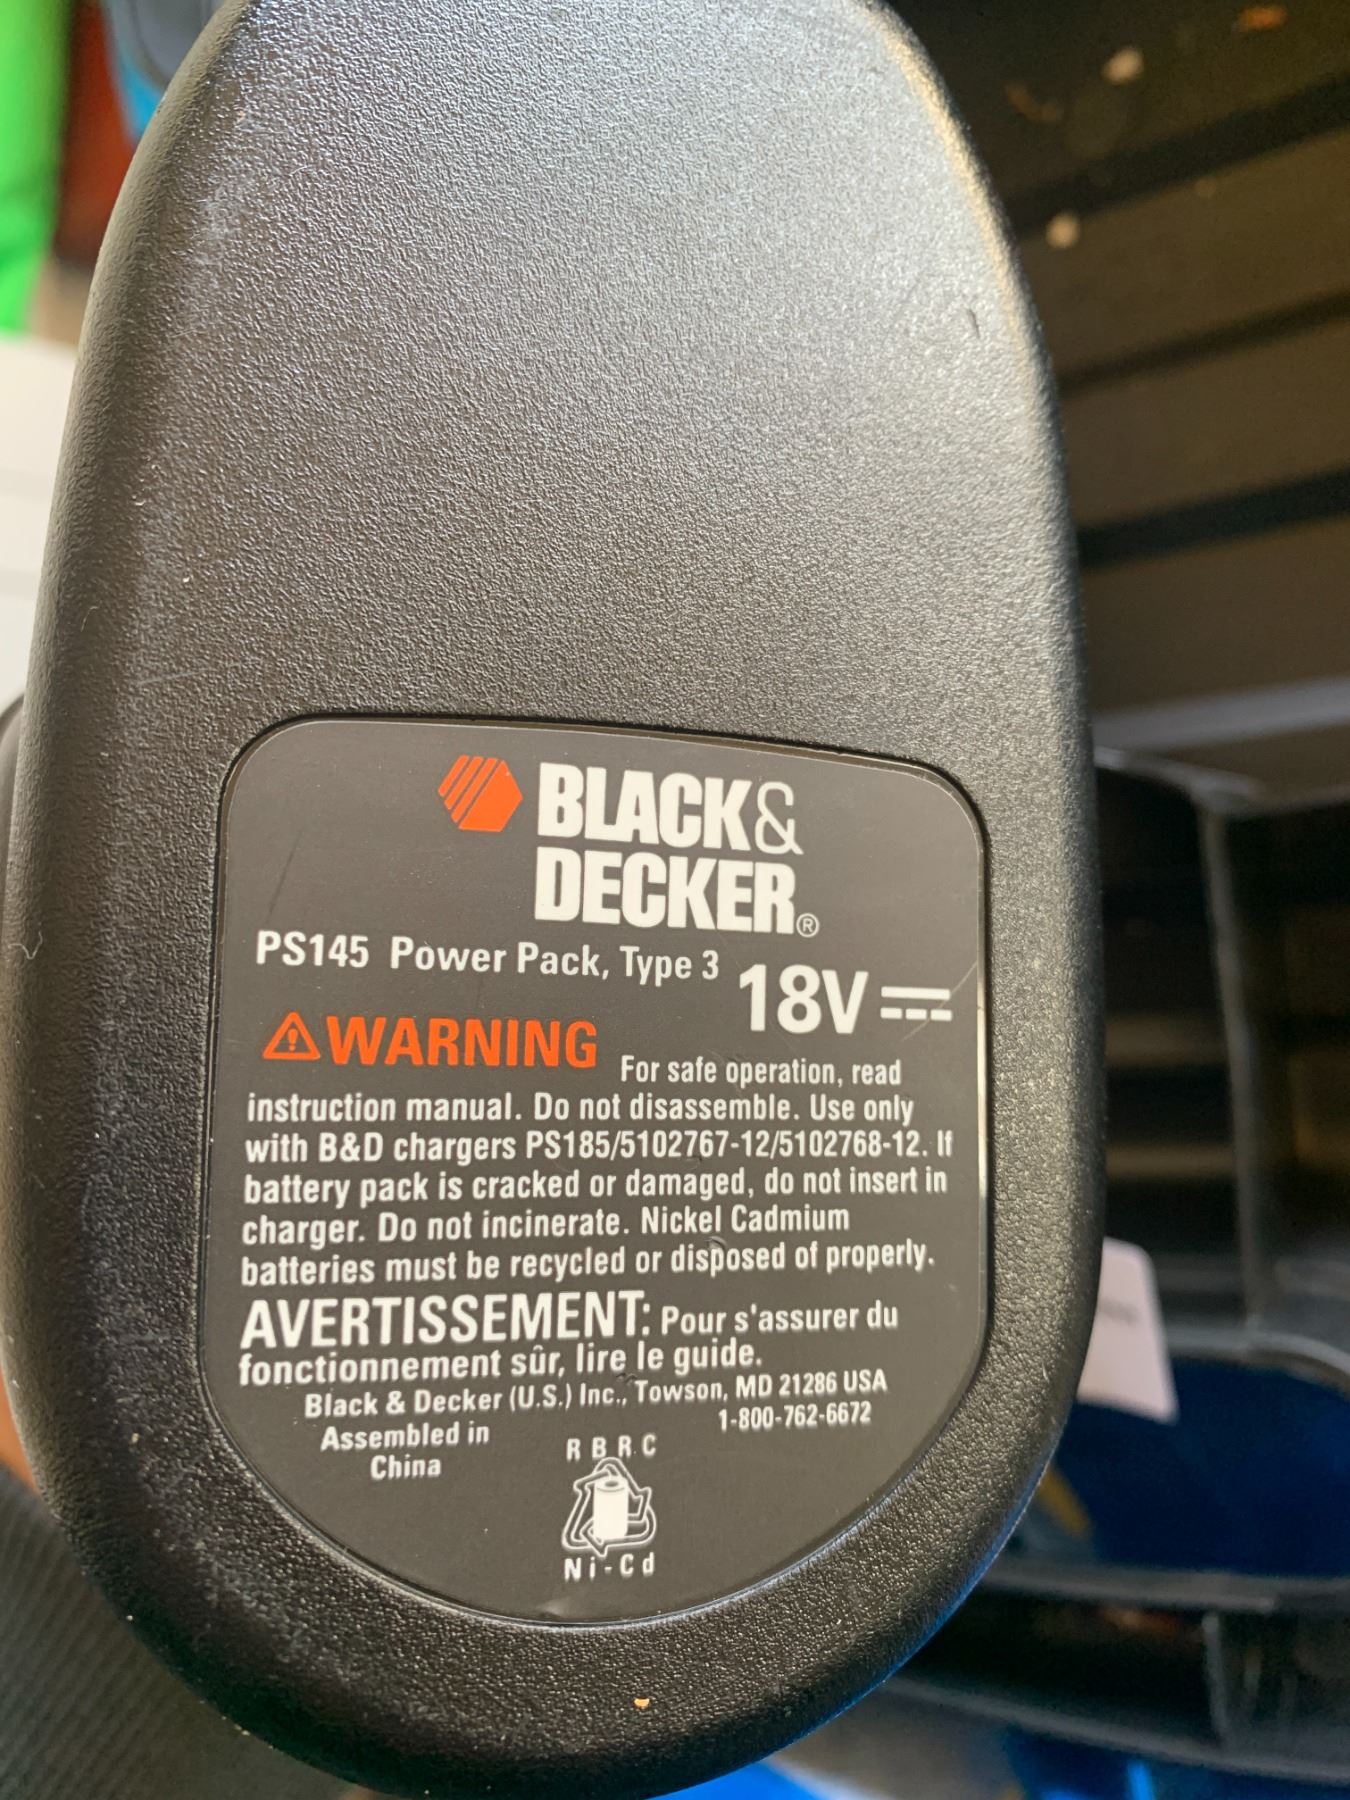 BLACK&
DECKER®
PS145 Power Pack, Type 3
18V
WARNING For safe operation, read
instruction manual. Do not disassemble. Use only
with B&D chargers PS185/5102767-12/5102768-12. If
battery pack is cracked or damaged, do not insert in
charger. Do not incinerate. Nickel Cadmium
batteries must be recycled or disposed of properly.
AVERTISSEMENT: Pour s'assurer du
fonctionnement sûr, lire le guide.
Black & Decker (U.S.) Inc., Towson, MD 21286 USA
1-800-762-6672
Assembled in
China
RBRC
Ni-Cd